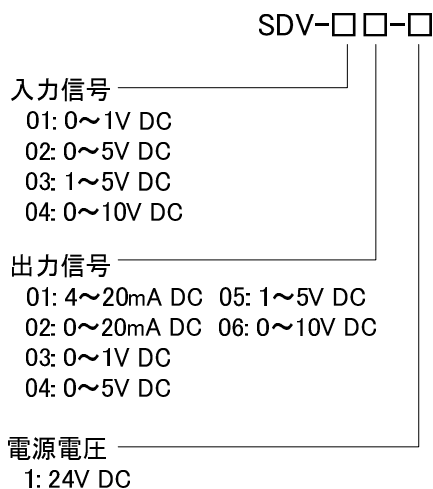 SDV-□□-□
入力信号
01: 0～1V DC
02: 0～5V DC
03: 1～5V DC
04: 0～10V DC
出力信号
01: 4～20mA DC 05: 1～5V DC
02: 0～20mA DC 06: 0～10V DC
03: 0～1V DC
04: 0～5V DC
電源電圧
1: 24V DC